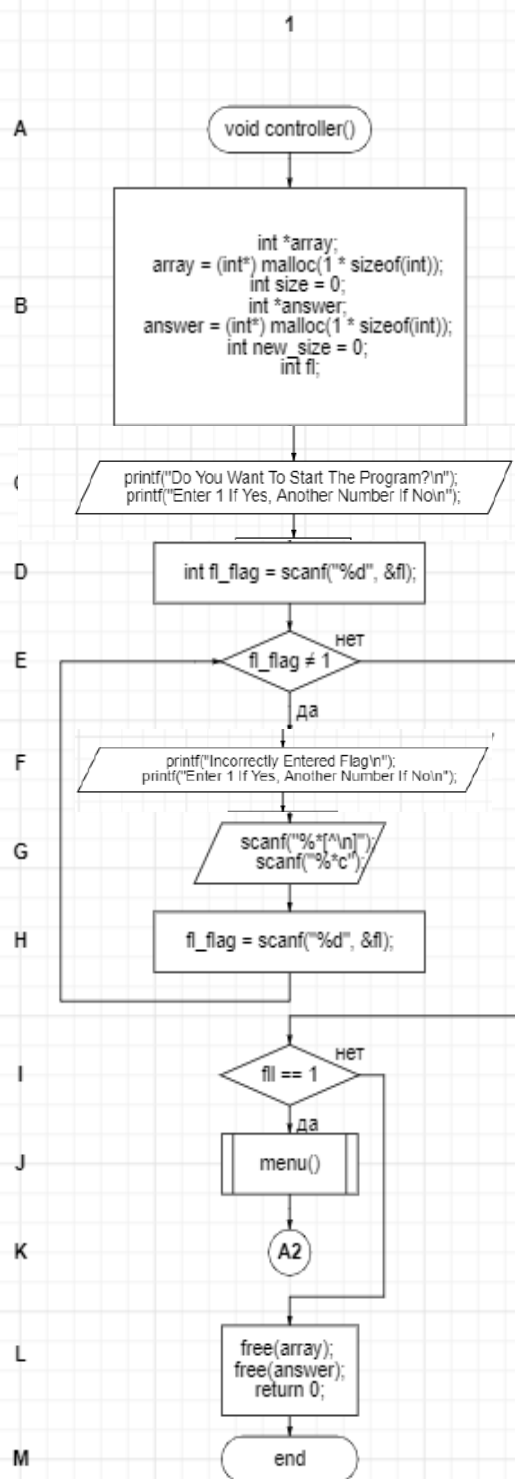 1
A
void controller()
B
int *array;
array = (int*) malloc(1 * sizeof(int));
int size = 0;
int *answer;
answer = (int*) malloc(1 * sizeof(int));
int new_size = 0;
int fl;
printf("Do You Want To Start The Program?\n");
printf("Enter 1 If Yes, Another Number If No\n");
D
int fl_flag = scanf("%d", &fl);
E
fl_flag ≠ 1
нет
да
F
printf("Incorrectly Entered Flag\n");
printf("Enter 1 If Yes, Another Number If No\n");
G
scanf("%*[^\n]");
scanf("%*c");
H
fl_flag = scanf("%d", &fl);
I
fll == 1
нет
да
J
menu()
K
A2
L
free(array);
free(answer);
return 0;
M
end